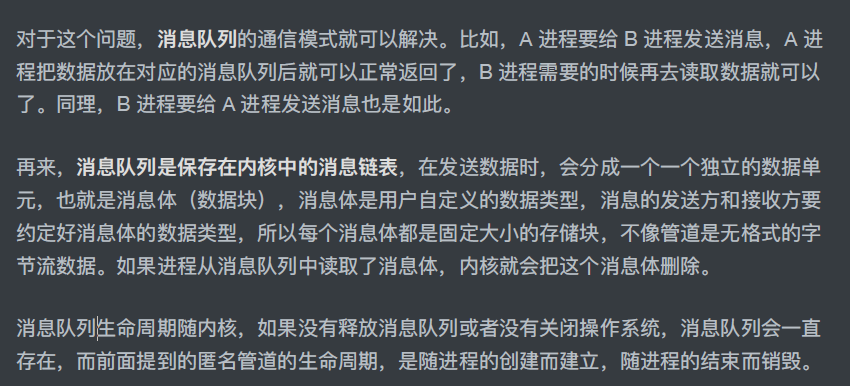 对于这个问题，消息队列的通信模式就可以解决。比如，A 进程要给 B 进程发送消息，A 进
程把数据放在对应的消息队列后就可以正常返回了，B 进程需要的时候再去读取数据就可以
了。同理，B 进程要给 A 进程发送消息也是如此。
再来，消息队列是保存在内核中的消息链表，在发送数据时，会分成一个一个独立的数据单
元，也就是消息体（数据块），消息体是用户自定义的数据类型，消息的发送方和接收方要
约定好消息体的数据类型，所以每个消息体都是固定大小的存储块，不像管道是无格式的字
节流数据。如果进程从消息队列中读取了消息体，内核就会把这个消息体删除。
消息队列生命周期随内核，如果没有释放消息队列或者没有关闭操作系统，消息队列会一直
存在，而前面提到的匿名管道的生命周期，是随进程的创建而建立，随进程的结束而销毁。